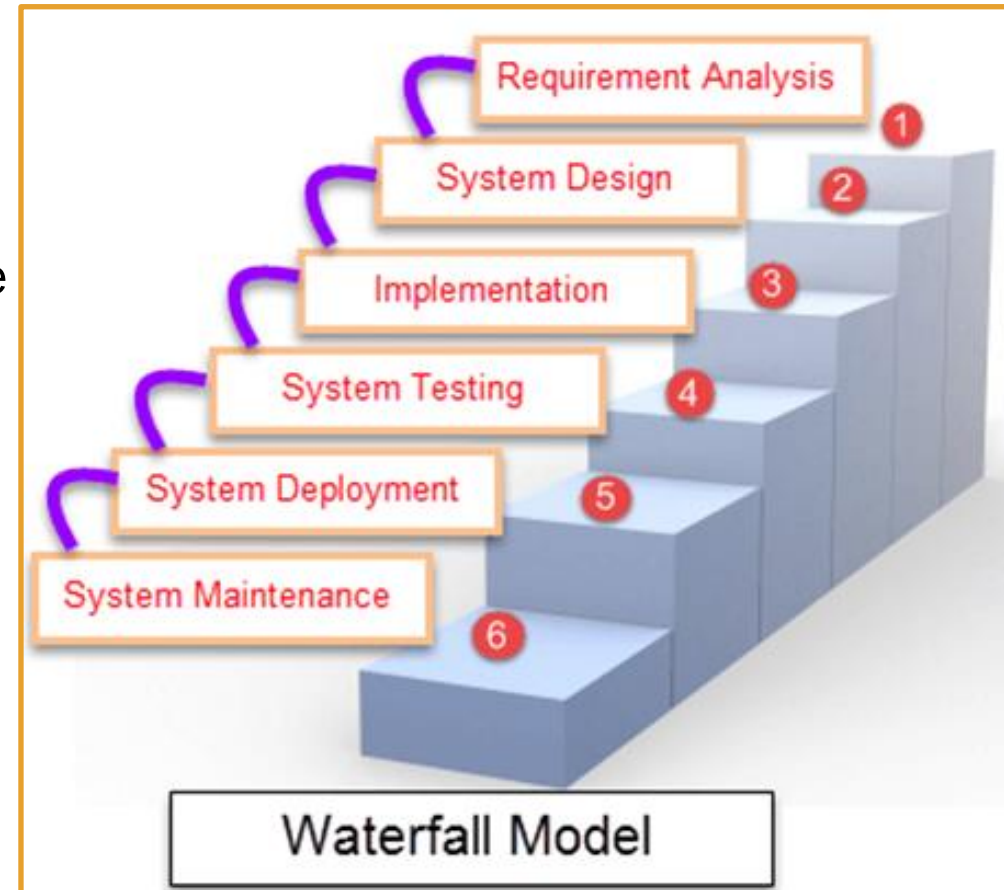 Requirement Analysis
1
System Design
2
e
Implementation
3
System Testing
4
System Deployment
5
System Maintenance
6
Waterfall Model